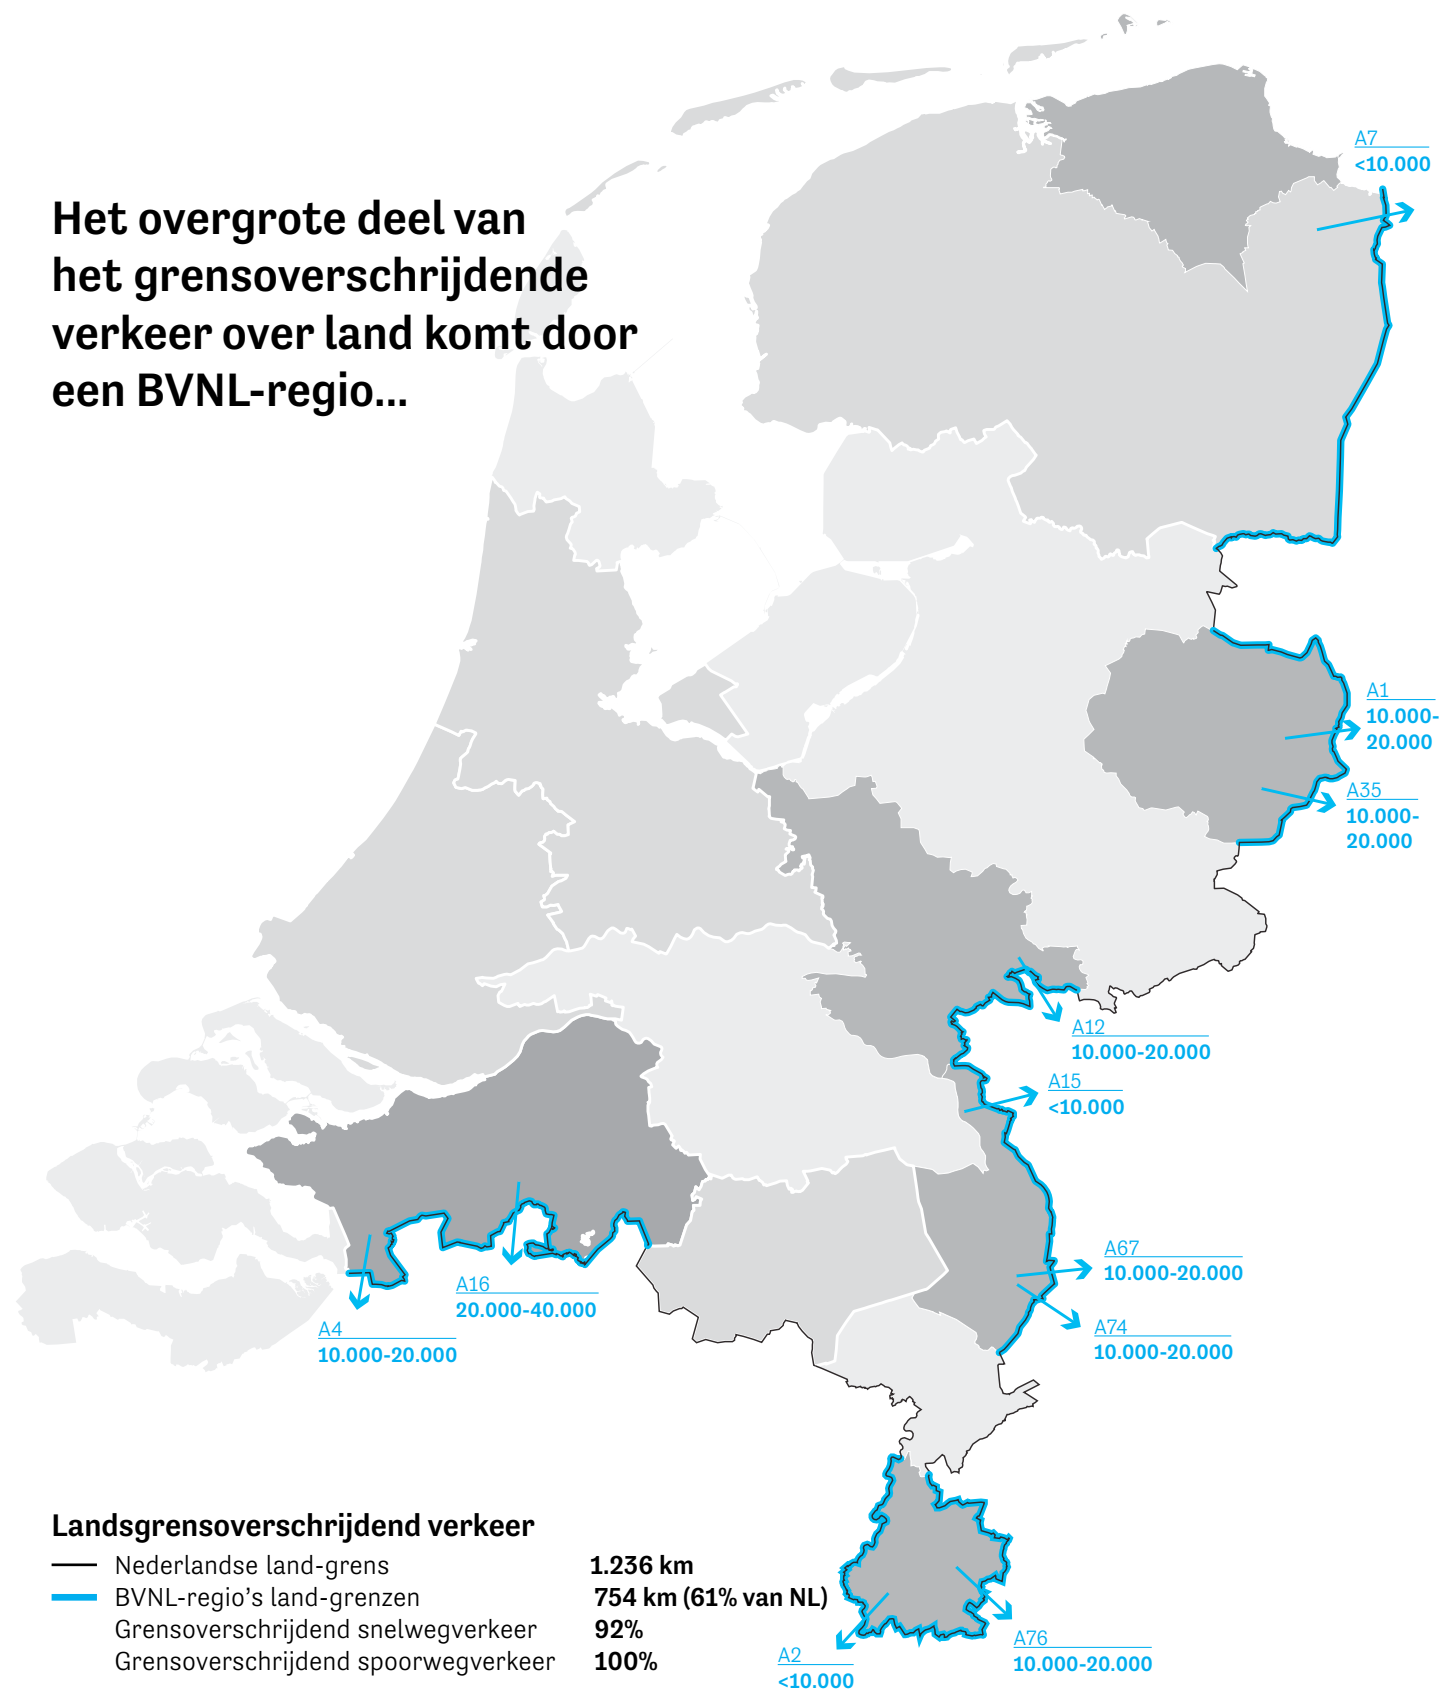 Het overgrote deel van
het grensoverschrijdende
verkeer over land komt door
een BVNL-regio...
A7
<10.000
A1
10.000-
20.000
A35
10.000-
20.000
A12
10.000-20.000
A15
<10.000
A67
10.000-20.000
A16
20.000-40.000
A74
10.000-20.000
A4
10.000-20.000
Landsgrensoverschrijdend verkeer
Nederlandse land-grens 1.236 km
BVNL-regio's land-grenzen 754 km (61% van NL)
Grensoverschrijdend snelwegverkeer 92%
Grensoverschrijdend spoorwegverkeer 100%
A76
10.000-20.000
A2
<10.000